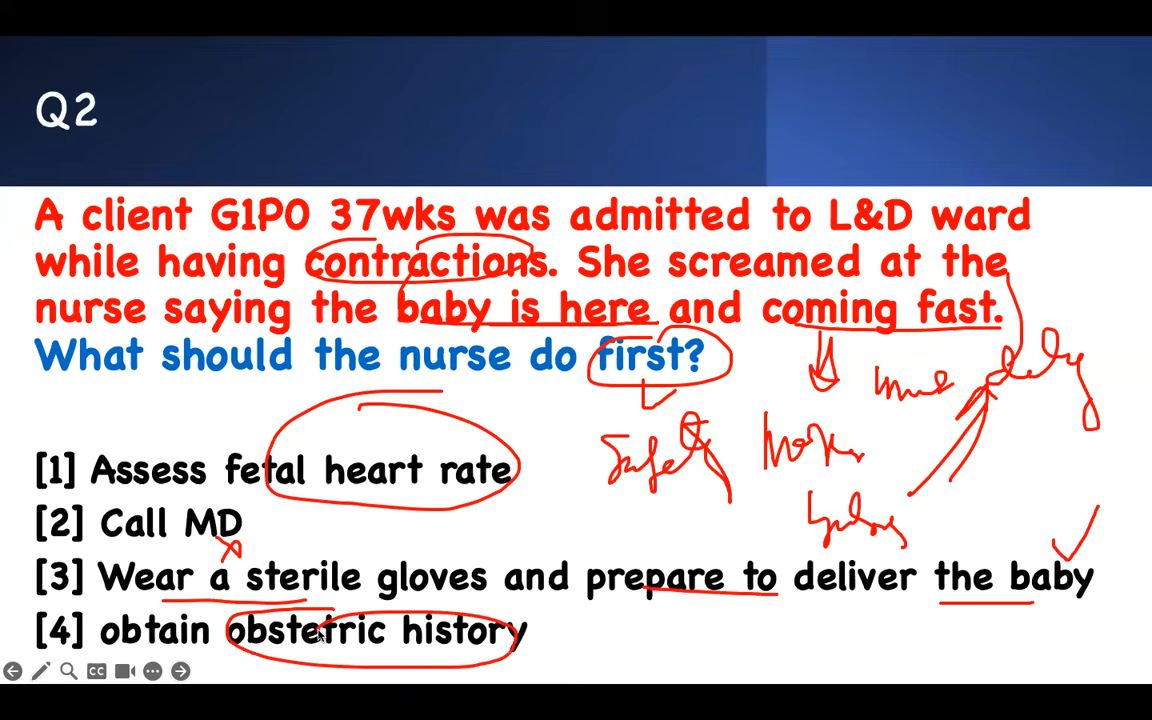 Q2
A client G1P0 37wks was admitted to L&D ward
while having contractions. She screamed at the
nurse saying the baby is here and coming fast.
What should the nurse do first?
Safety
[1] Assess fetal heart rate
[2] Call MD
[3] Wear a sterile gloves and prepare to deliver the baby
[4] obtain obstetric history
CC